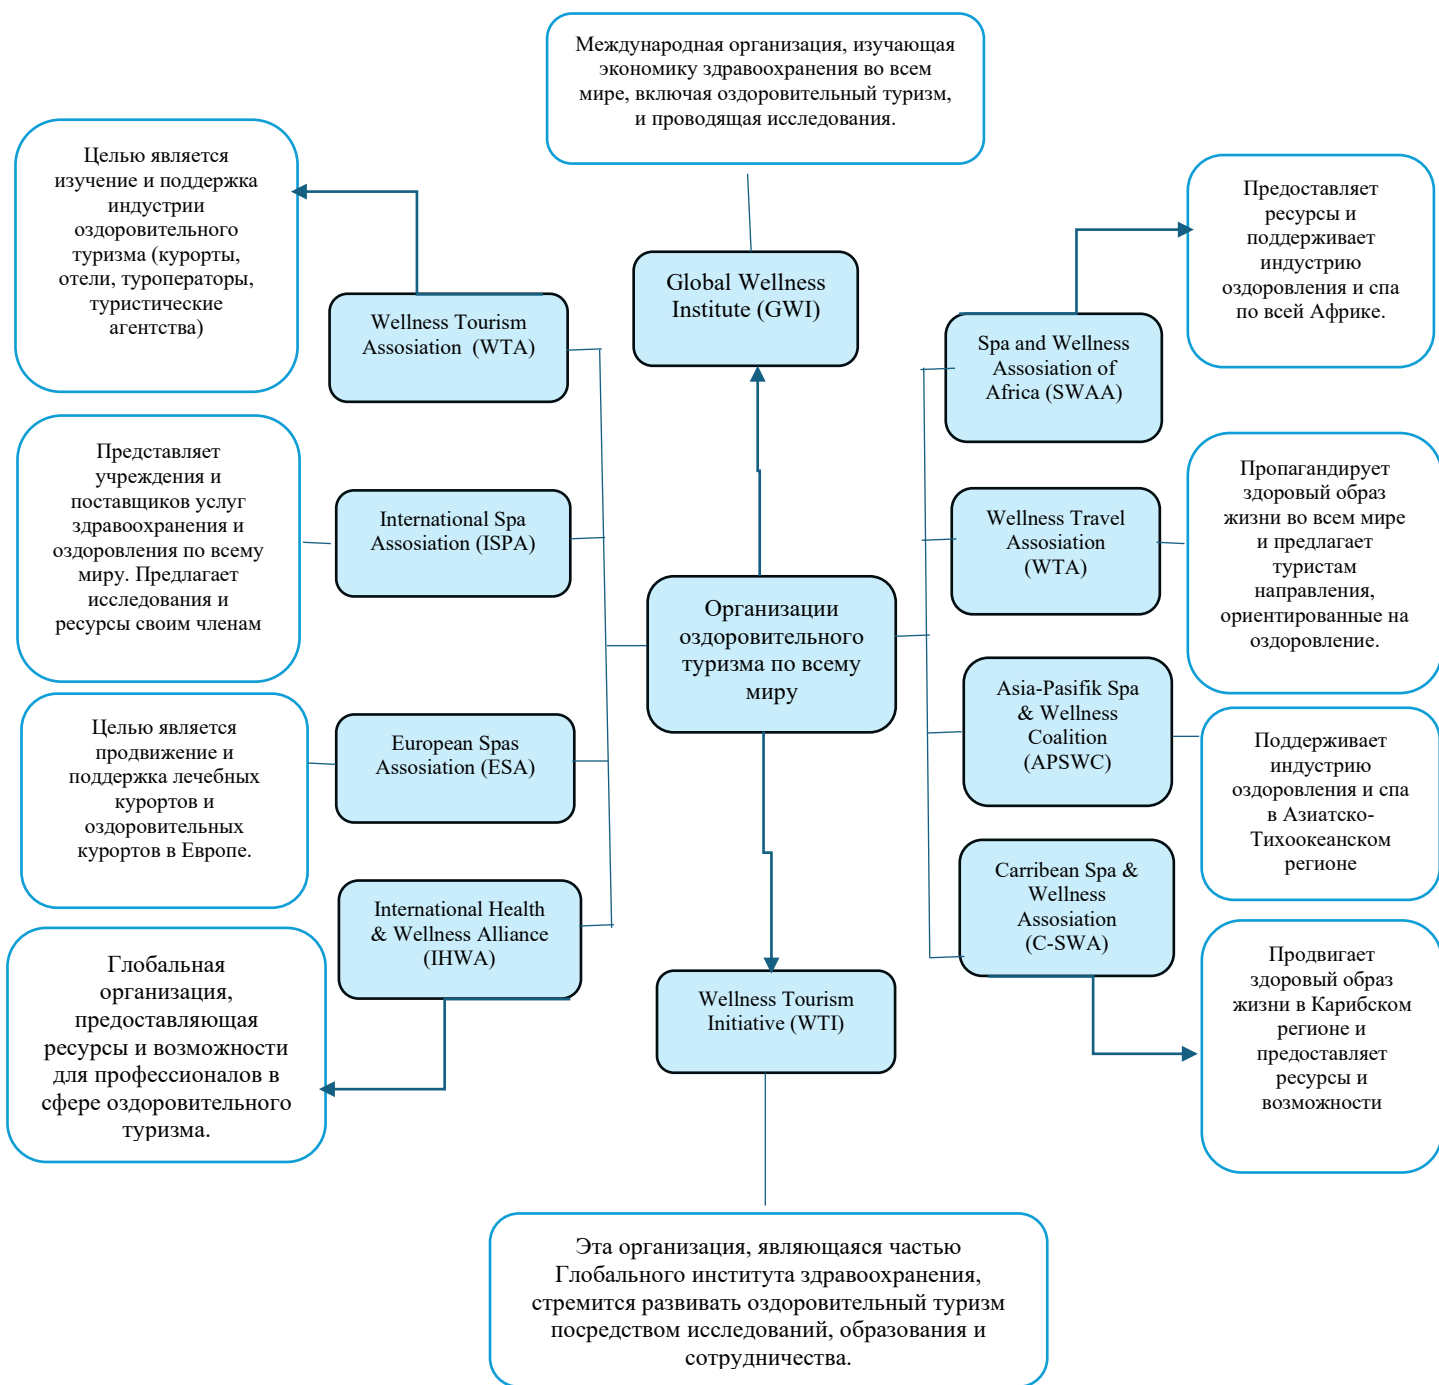 Международная организация, изучающая
экономику здравоохранения во всем
мире, включая оздоровительный туризм,
и проводящая исследования.
Целью является
изучение и поддержка
индустрии
оздоровительного
туризма (курорты,
отели, туроператоры,
туристические
агентства)
Wellness Tourism
Assosiation (WTA)
Global Wellness
Institute (GWI)
Spa and Wellness
Assosiation of
Africa (SWAA)
Предоставляет
ресурсы и
поддерживает
индустрию
оздоровления и спа
по всей Африке.
Представляет
учреждения и
поставщиков услуг
здравоохранения и
оздоровления по всему
миру. Предлагает
исследования и
ресурсы своим членам
International Spa
Assosiation (ISPA)
Wellness Travel
Assosiation
(WTA)
Пропагандирует
здоровый образ
жизни во всем мире
и предлагает
туристам
направления,
ориентированные на
оздоровление.
Организации
оздоровительного
туризма по всему
миру
Целью является
продвижение и
поддержка лечебных
курортов и
оздоровительных
курортов в Европе.
European Spas
Assosiation (ESA)
Asia-Pasifik Spa
& Wellness
Coalition
(APSWC)
Поддерживает
индустрию
оздоровления и спа
в Азиатско-
Тихоокеанском
регионе
International Health
& Wellness Alliance
(IHWA)
Carribean Spa &
Wellness
Assosiation
(C-SWA)
Глобальная
организация,
предоставляющая
ресурсы и возможности
для профессионалов в
сфере оздоровительного
туризма.
Wellness Tourism
Initiative (WTI)
Продвигает
здоровый образ
жизни в Карибском
регионе и
предоставляет
ресурсы и
возможности
Эта организация, являющаяся частью
Глобального института здравоохранения,
стремится развивать оздоровительный туризм
посредством исследований, образования и
сотрудничества.